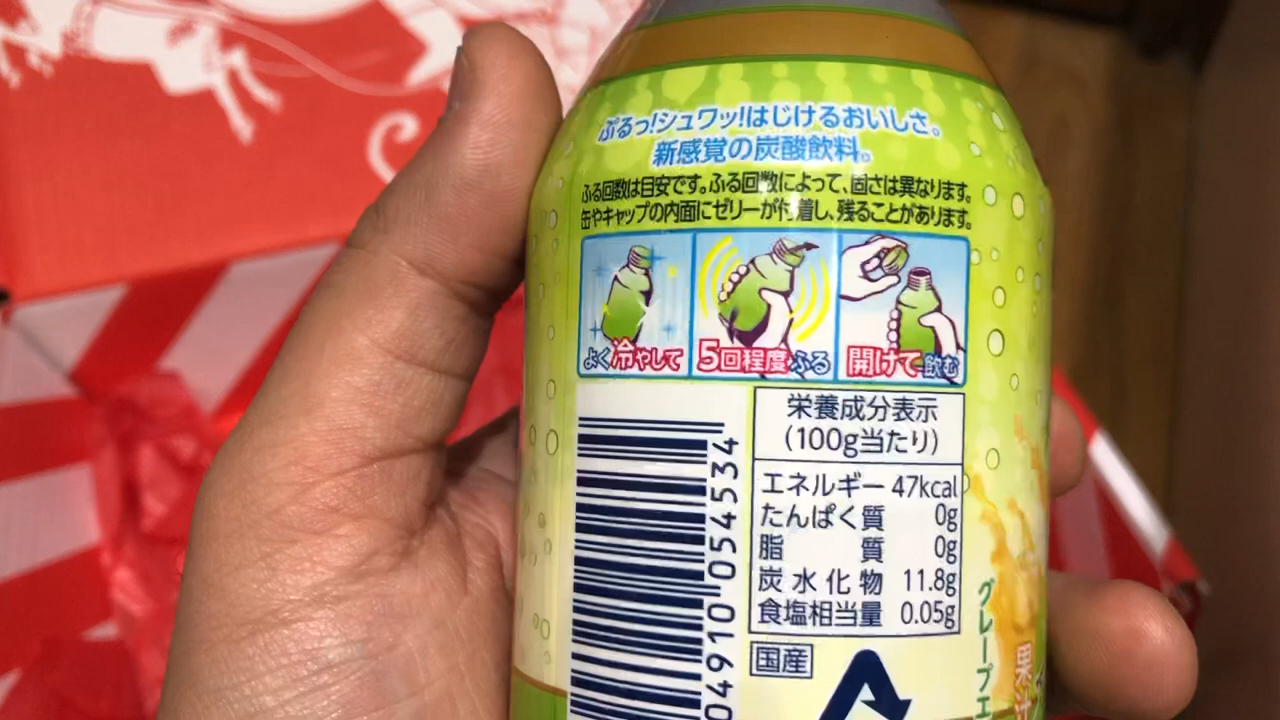 ぷるっ!シュワッ!はじけるおいしさ。
新感覚の炭酸飲料。
ふる回数は目安です。ふる回数によって、固さは異なります。
缶やキャップの内面にゼリーが付着し、残ることがあります。
よく冷やして
5回程度ふる
開けて飲む
栄養成分表示
(100g当たり)
エネルギー 47kcal
たんぱく質 0g
脂質 0g
炭水化物 11.8g
食塩相当量 0.05g
国産
04910 054534
グレープ
果汁